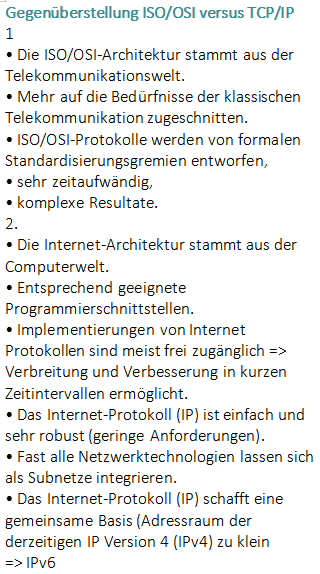 Gegenüberstellung ISO/OSI versus TCP/IP
1
• Die ISO/OSI-Architektur stammt aus der
Telekommunikationswelt.
• Mehr auf die Bedürfnisse der klassischen
Telekommunikation zugeschnitten.
• ISO/OSI-Protokolle werden von formalen
Standardisierungsgremien entworfen,
• sehr zeitaufwändig,
• komplexe Resultate.
2.
• Die Internet-Architektur stammt aus der
Computerwelt.
• Entsprechend geeignete
Programmierschnittstellen.
• Implementierungen von Internet
Protokollen sind meist frei zugänglich =>
Verbreitung und Verbesserung in kurzen
Zeitintervallen ermöglicht.
• Das Internet-Protokoll (IP) ist einfach und
sehr robust (geringe Anforderungen).
• Fast alle Netzwerktechnologien lassen sich
als Subnetze integrieren.
• Das Internet-Protokoll (IP) schafft eine
gemeinsame Basis (Adressraum der
derzeitigen IP Version 4 (IPv4) zu klein
=> IPv6